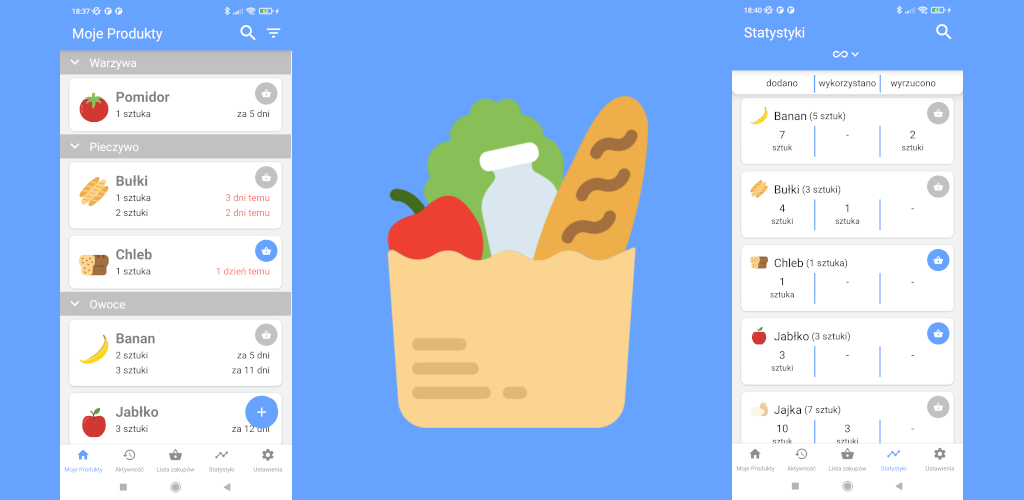 18:37
Moje Produkty
Warzywa
Pomidor
1 sztuka za 5 dni
Pieczywo
Bułki
1 sztuka 3 dni temu
2 sztuki 2 dni temu
Chleb
1 sztuka 1 dzień temu
Owoce
Banan
2 sztuki za 5 dni
3 sztuki za 11 dni
Jabłko
3 sztuki za 12 dni
+
Moje Produkty Aktywność Lista zakupów Statystyki Ustawienia
18:40
Statystyki
dodano wykorzystano wyrzucono
Banan (5 sztuk)
7 - 2
sztuk sztuki
Bułki (3 sztuki)
4 1 -
sztuki sztuka
Chleb (1 sztuka)
1 - -
sztuka
Jabłko (3 sztuki)
3 - -
sztuki
Jajka (7 sztuk)
10 3 -
sztuk sztuki
Moje Produkty Aktywność Lista zakupów Statystyki Ustawienia